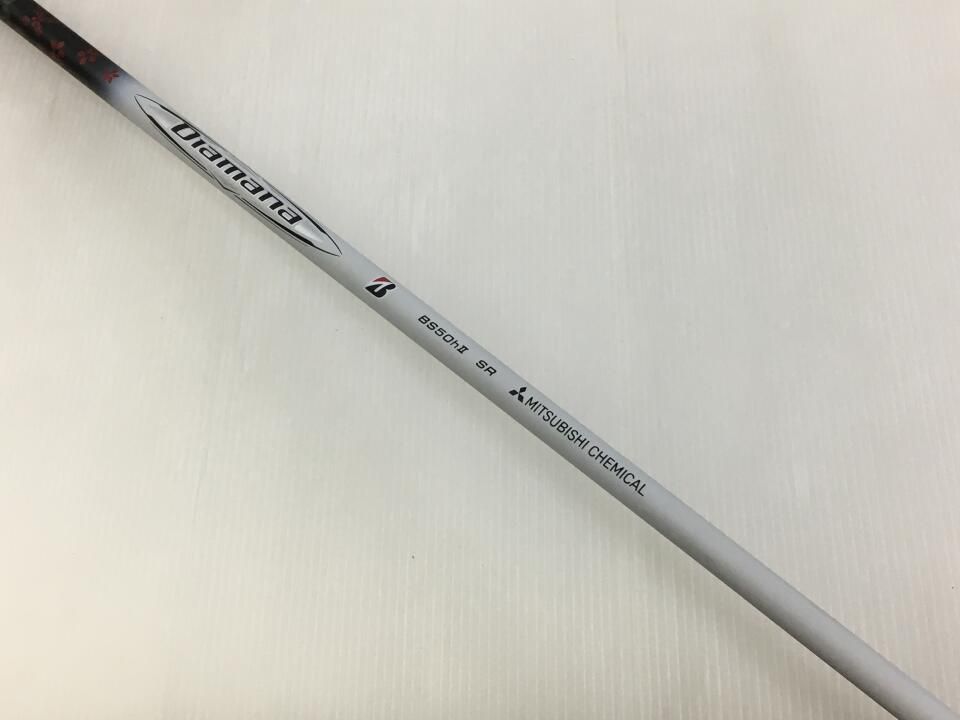 Diamana
B
BS50hⅡ SR
MITSUBISHI CHEMICAL